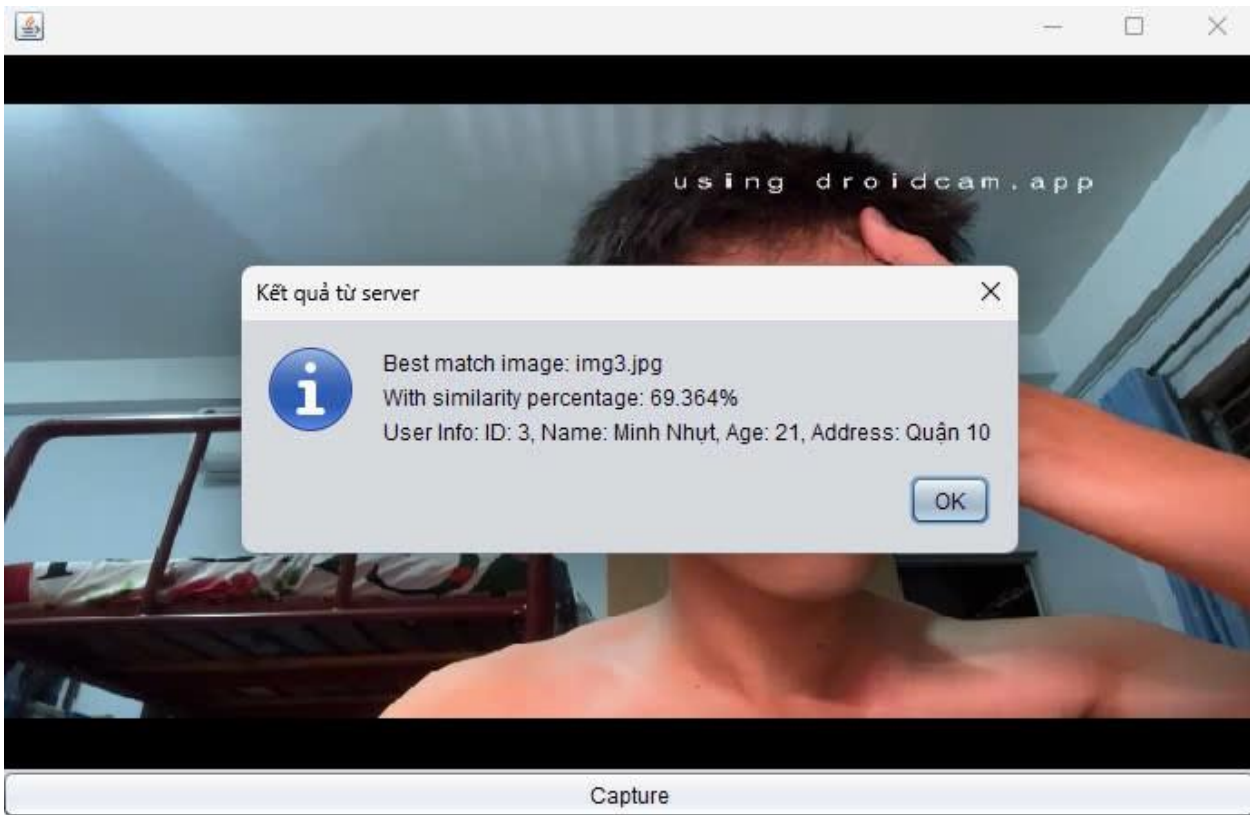 using droidcam.app
Kết quả từ server
Best match image: img3.jpg
With similarity percentage: 69.364%
User Info: ID: 3, Name: Minh Nhựt, Age: 21, Address: Quận 10
OK
Capture